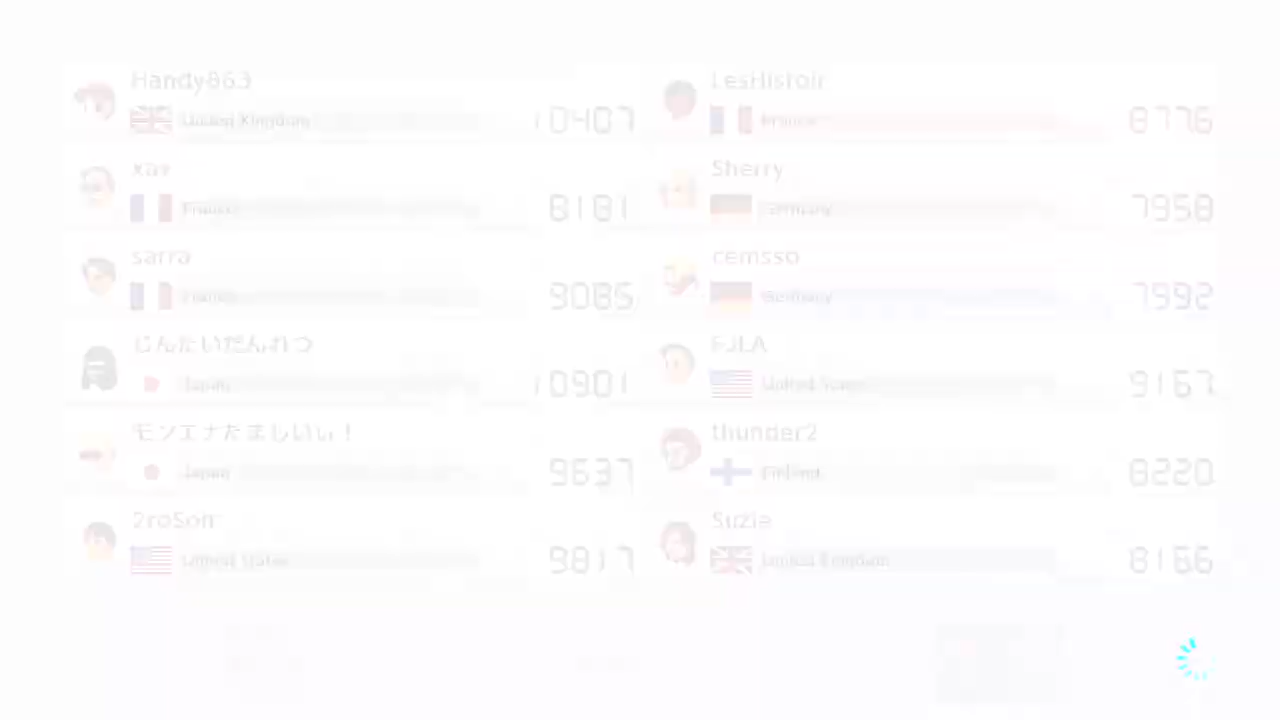 Handy863
United Kingdom 10407
xav
France 8181
sarra
France 9085
じんたいだんれつ
Japan 10901
モンエナたましいい！
Japan 9637
2roSom
United States 9817
LesHistoir
France 8776
Sherry
Germany 7958
cemsso
Germany 7992
United States 9167
thunder2
Finland 8220
Suzie
United Kingdom 8166